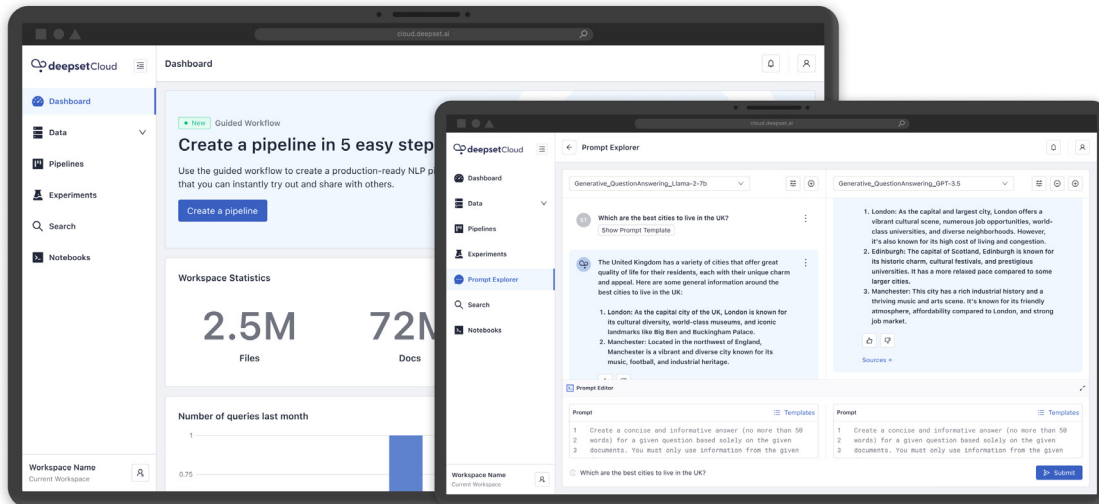 cloud.deepset.ai
deepsetCloud
Dashboard
Dashboard
Data
Pipelines
Experiments
Search
Notebooks
Workspace Name
Current Workspace
New
Guided Workflow
Create a pipeline in 5 easy step
Use the guided workflow to create a production-ready NLP pi
that you can instantly try out and share with others.
Create a pipeline
Workspace Statistics
2.5M
Files
72M
Docs
Number of queries last month
1
0.75
cloud.deepset.ai
deepsetCloud
Prompt Explorer
Dashboard
Data
Pipelines
Experiments
Prompt Explorer
Search
Notebooks
Workspace Name
Current Workspace
Generative_QuestionAnswering_Llama-2-7b
ST
Which are the best cities to live in the UK?
Show Prompt Template
The United Kingdom has a variety of cities that offer great
quality of life for their residents, each with their unique charm
and appeal. Here are some general information around the
best cities to live in the UK:
1. London: As the capital city of the UK, London is known for
its cultural diversity, world-class museums, and iconic
landmarks like Big Ben and Buckingham Palace.
2. Manchester: Located in the northwest of England,
Manchester is a vibrant and diverse city known for its
music, football, and industrial heritage.
Generative_QuestionAnswering_GPT-3.5
1. London: As the capital and largest city, London offers a
vibrant cultural scene, numerous job opportunities, world-
class universities, and diverse neighborhoods. However,
it's also known for its high cost of living and congestion.
2. Edinburgh: The capital of Scotland, Edinburgh is known for
its historic charm, cultural festivals, and prestigious
universities. It has a more relaxed pace compared to some
larger cities.
3. Manchester: This city has a rich industrial history and a
thriving music and arts scene. It's known for its friendly
atmosphere, affordability compared to London, and strong
job market.
Sources +
Prompt Editor
Prompt
Templates
1 Create a concise and informative answer (no more than 50
2 words) for a given question based solely on the given
3 documents. You must only use information from the given
Prompt
Templates
1 Create a concise and informative answer (no more than 50
2 words) for a given question based solely on the given
3 documents. You must only use information from the given
Which are the best cities to live in the UK?
Submit